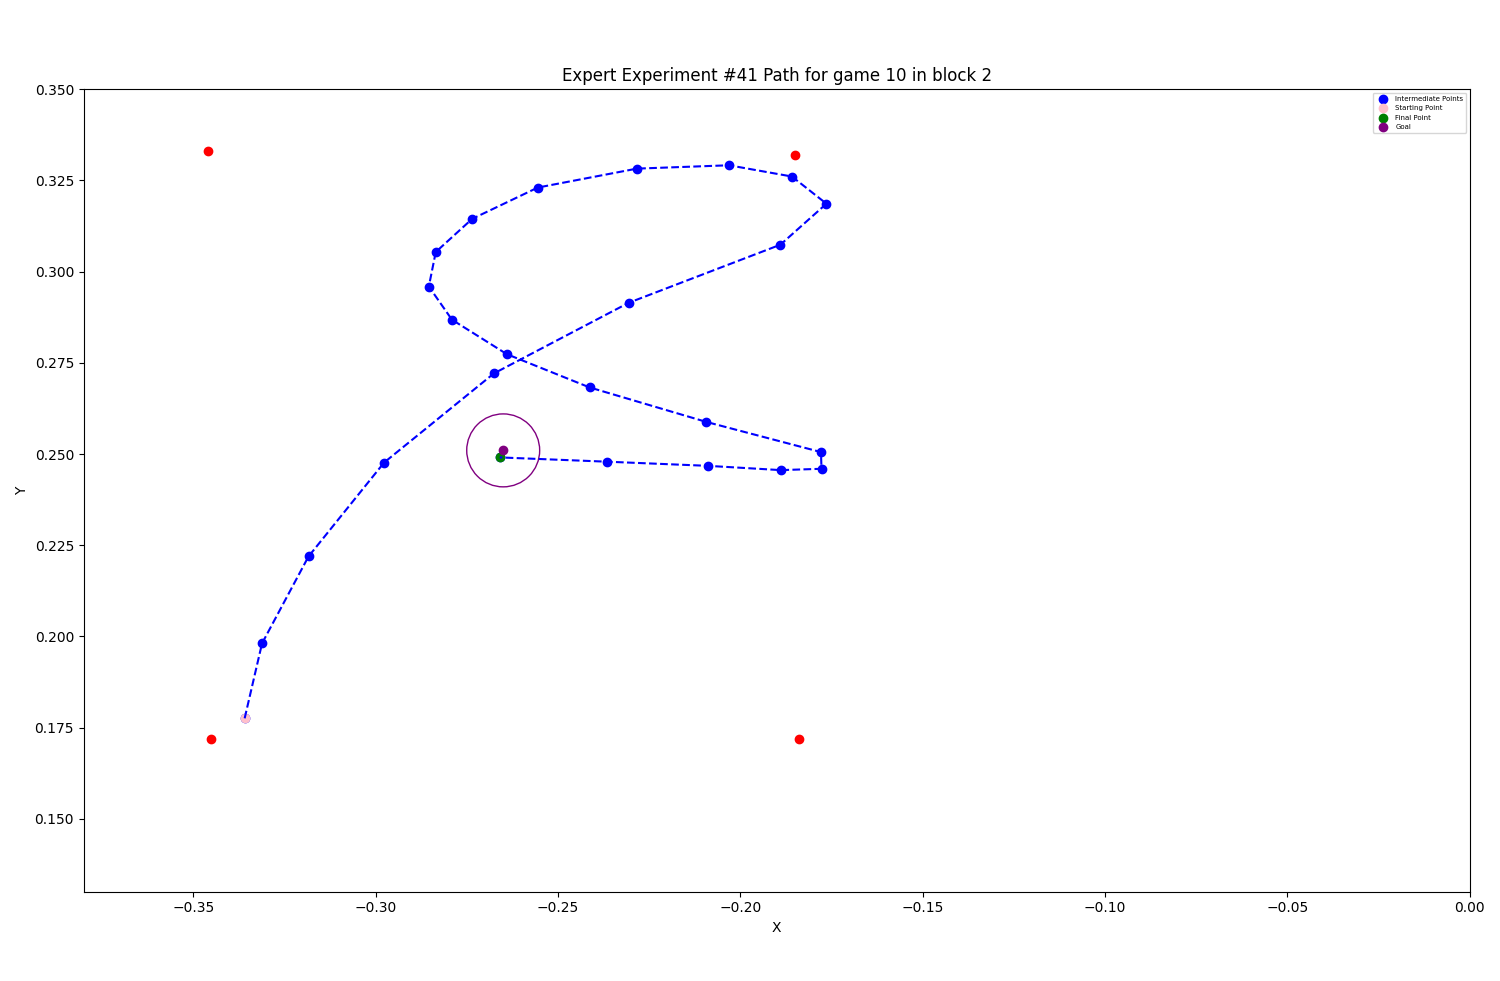 Expert Experiment #41 Path for game 10 in block 2
Intermediate Points
Starting Point
Final Point
Goal
0.350
0.325
0.300
0.275
0.250
0.225
0.200
0.175
0.150
Y
−0.35 −0.30 −0.25 −0.20 −0.15 −0.10 −0.05 0.00
X